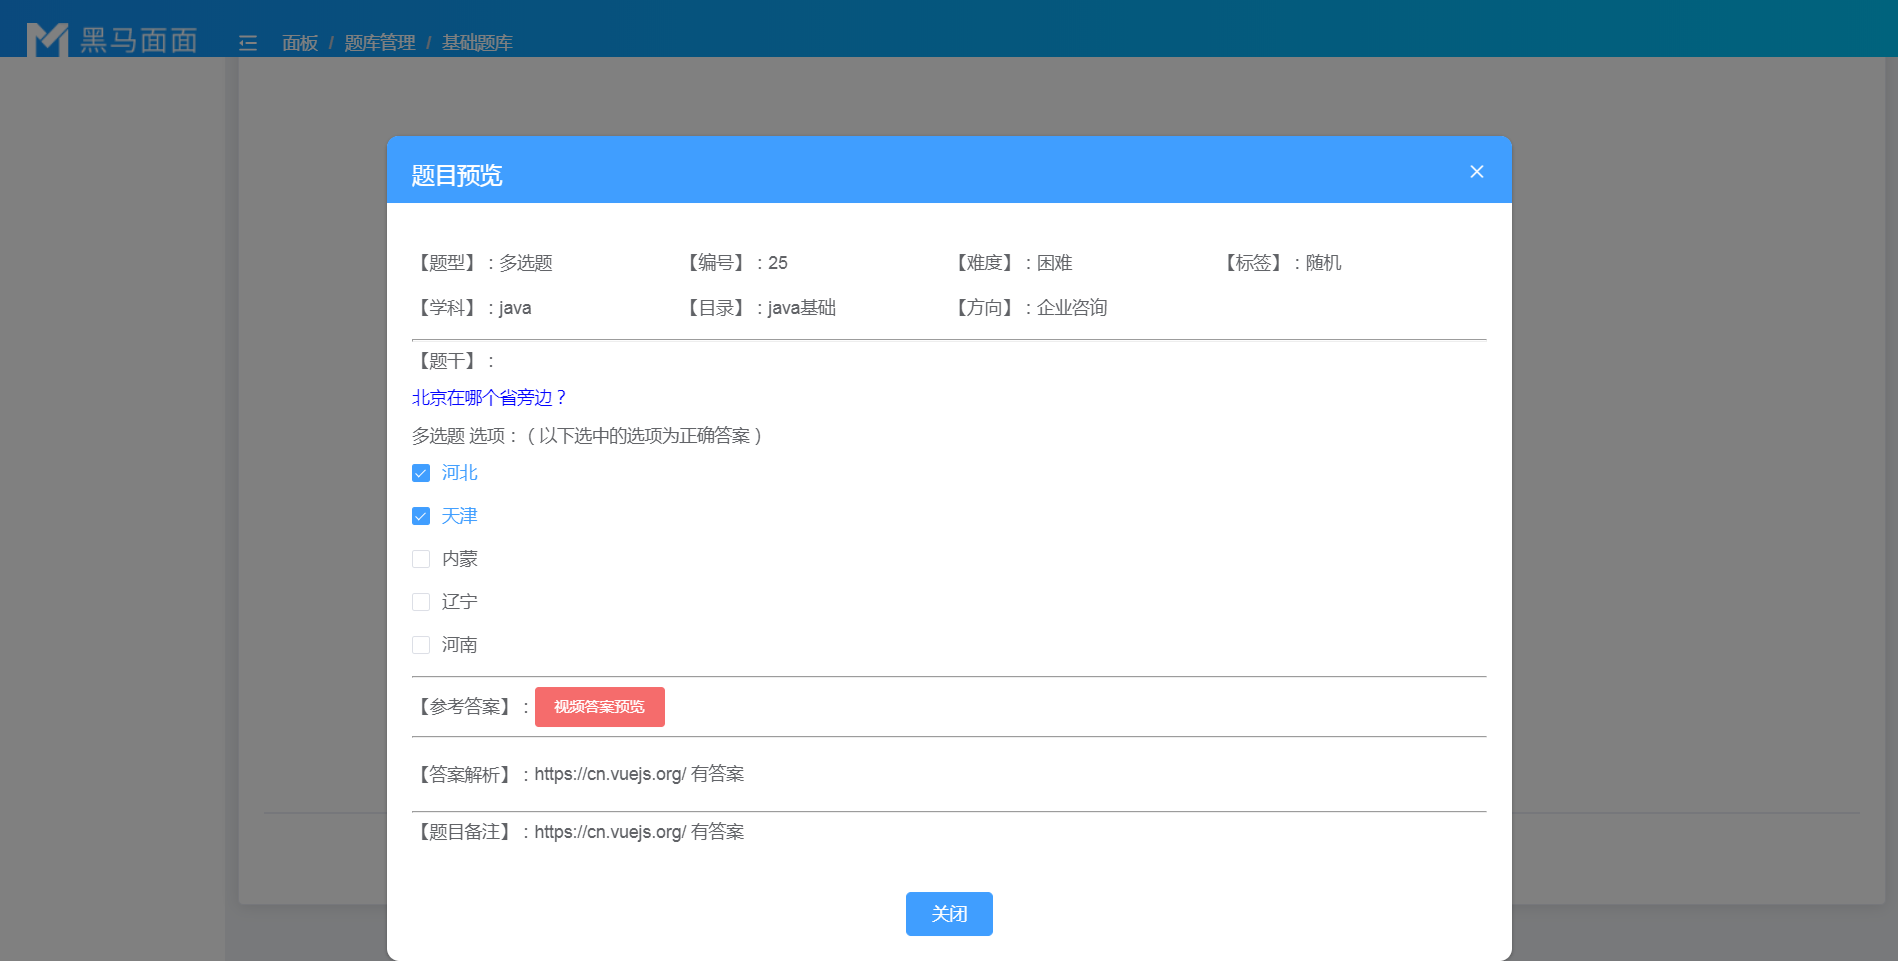 黑马面面 面板 / 题库管理 / 基础题库
题目预览
【题型】：多选题 【编号】：25 【难度】：困难 【标签】：随机
【学科】：java 【目录】：java基础 【方向】：企业咨询
【题干】：
北京在哪个省旁边？
多选题 选项：（以下选中的选项为正确答案）
河北
天津
内蒙
辽宁
河南
【参考答案】： 视频答案预览
【答案解析】：https://cn.vuejs.org/ 有答案
【题目备注】：https://cn.vuejs.org/ 有答案
关闭